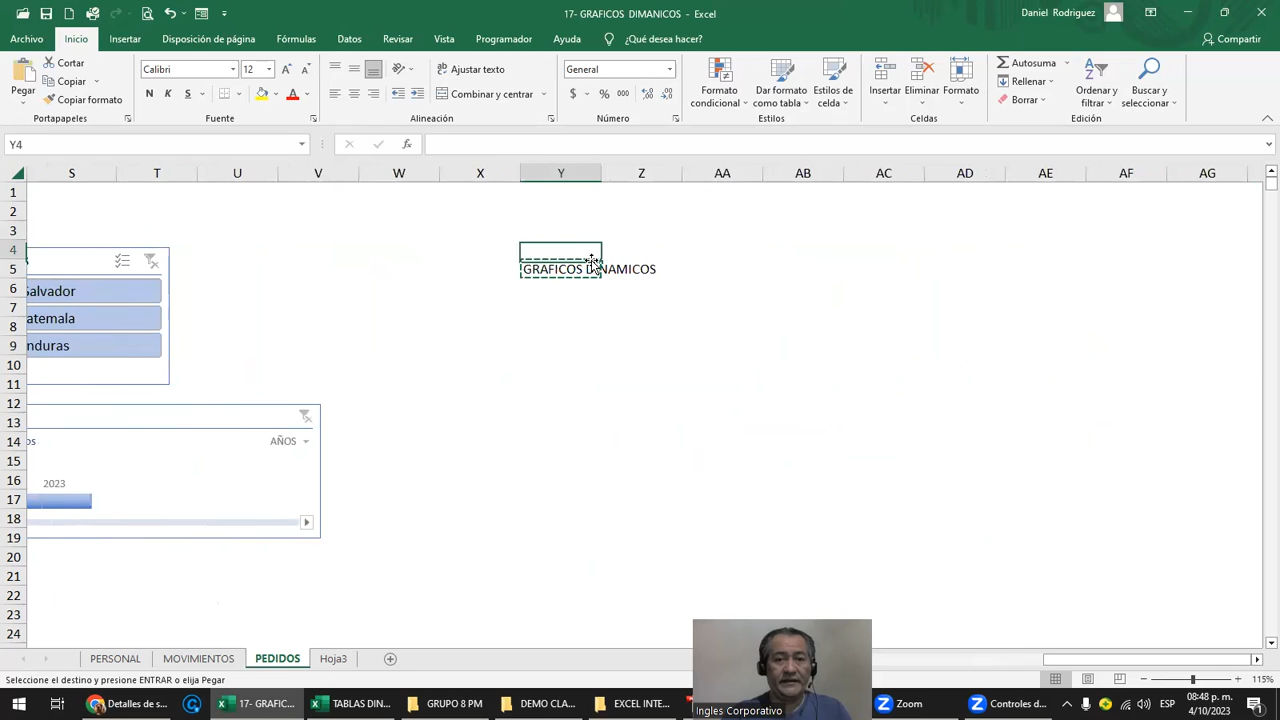 17- GRAFICOS DIMANICOS - Excel
Daniel Rodriguez
Archivo Inicio Insertar Disposición de página Fórmulas Datos Revisar Vista Programador Ayuda ¿Qué desea hacer? Compartir
Pegar
Cortar
Copiar
Copiar formato
Portapapeles
Calibri 12
N K S
Fuente
Ajustar texto
Combinar y centrar
Alineación
General
$ % 000
Número
Formato condicional
Dar formato como tabla
Estilos de celda
Estilos
Insertar Eliminar Formato
Celdas
Autosuma
Rellenar
Borrar
Ordenar y filtrar
Buscar y seleccionar
Edición
Y4
fx
S T U V W X Y Z AA AB AC AD AE AF AG
1
2
3
4
5 GRAFICOS DINAMICOS
6 Salvador
7
8 atemala
9 nduras
10
11
12
13
14 os AÑOS
15
16 2023
17
18
19
20
21
22
23
24
PERSONAL MOVIMIENTOS PEDIDOS Hoja3
Seleccione el destino y presione ENTRAR o elija Pegar
115%
Ingles Corporativo
Detalles de s... 17- GRAFIC... TABLAS DIN... GRUPO 8 PM DEMO CLA... EXCEL INTE... Zoom Controles d... ESP
08:48 p. m.
4/10/2023